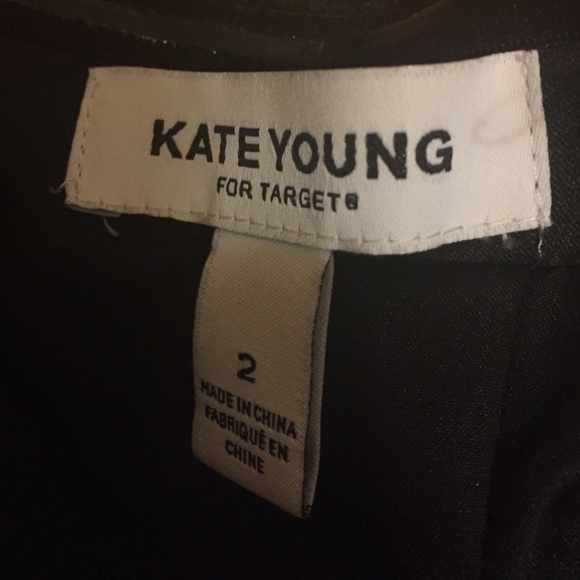 KATE YOUNG
FOR TARGET®
2
MADE IN CHINA
FABRIQUÉ EN
CHINE